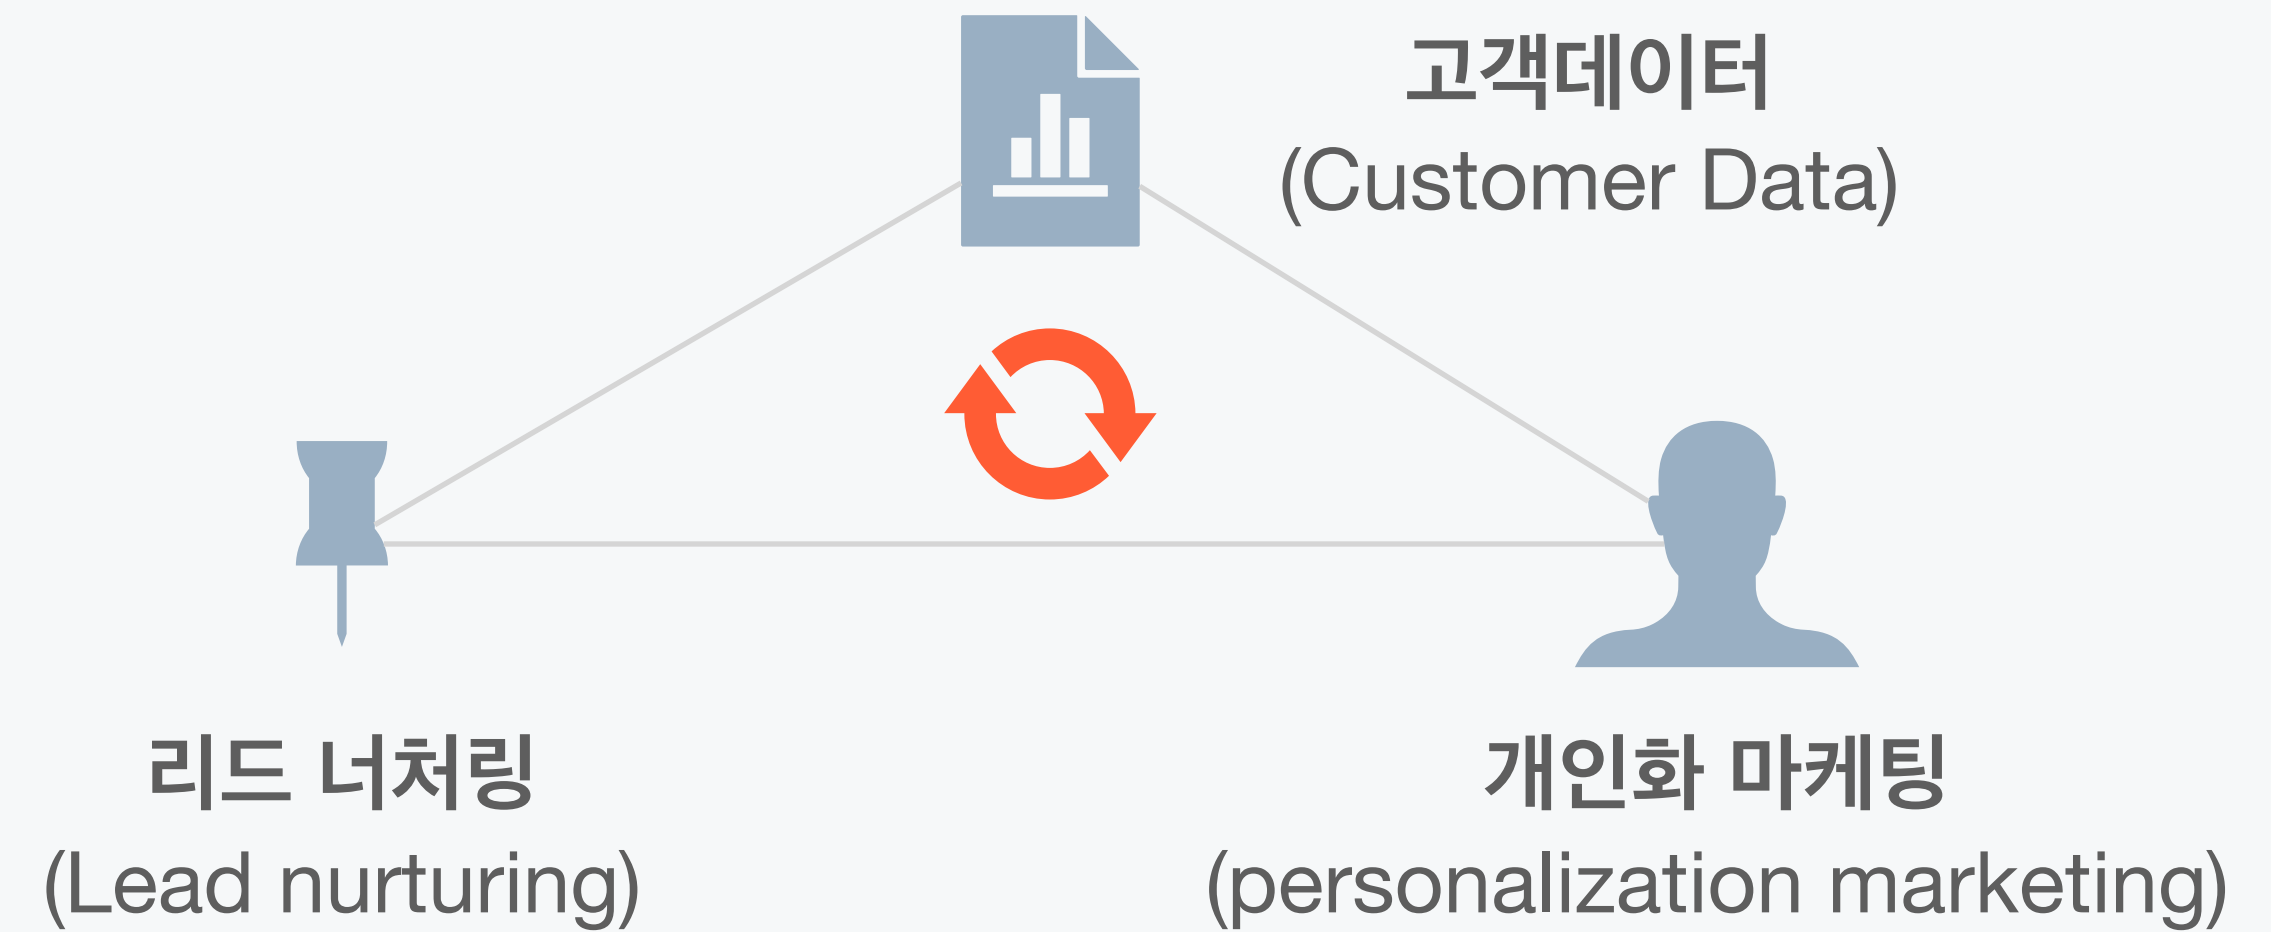 고객데이터
(Customer Data)
리드 너처링
(Lead nurturing)
개인화 마케팅
(personalization marketing)